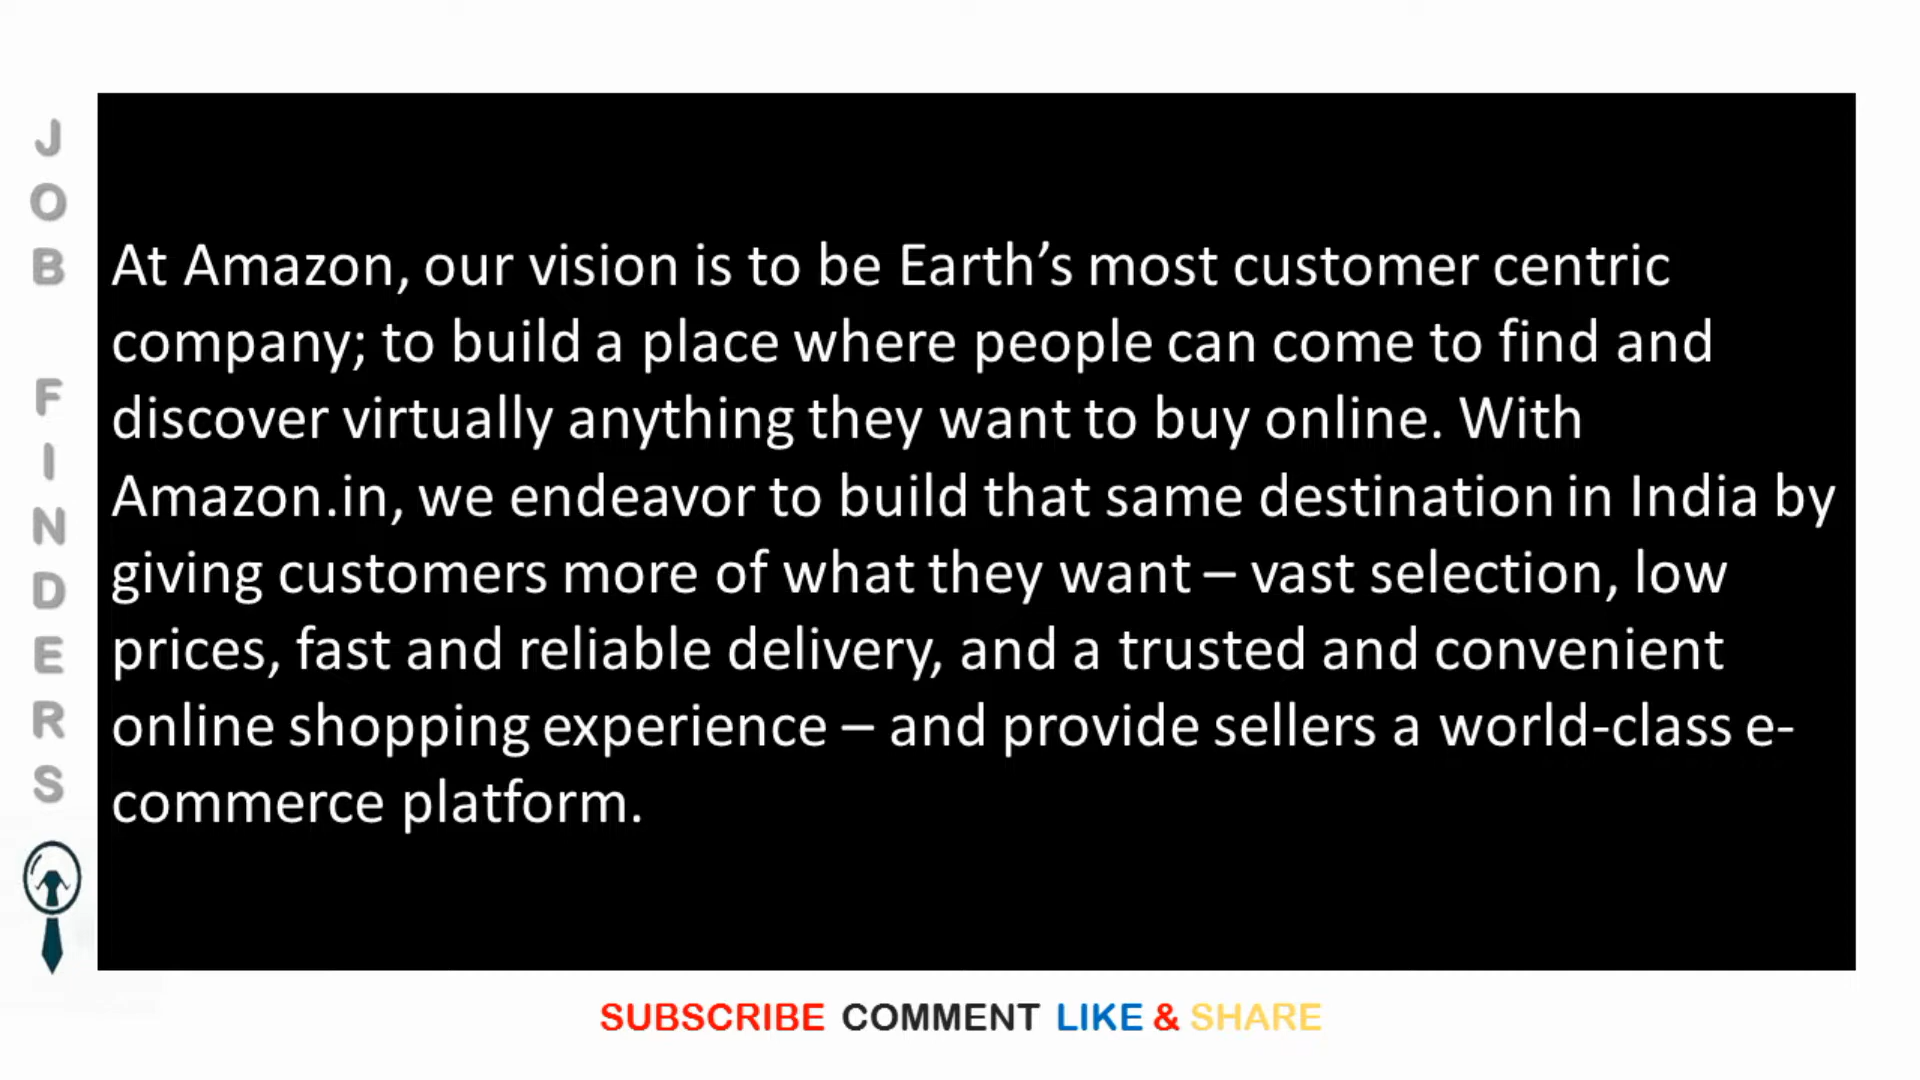 JOB FINDERS
At Amazon, our vision is to be Earth’s most customer centric
company; to build a place where people can come to find and
discover virtually anything they want to buy online. With
Amazon.in, we endeavor to build that same destination in India by
giving customers more of what they want – vast selection, low
prices, fast and reliable delivery, and a trusted and convenient
online shopping experience – and provide sellers a world-class e-
commerce platform.
SUBSCRIBE COMMENT LIKE & SHARE